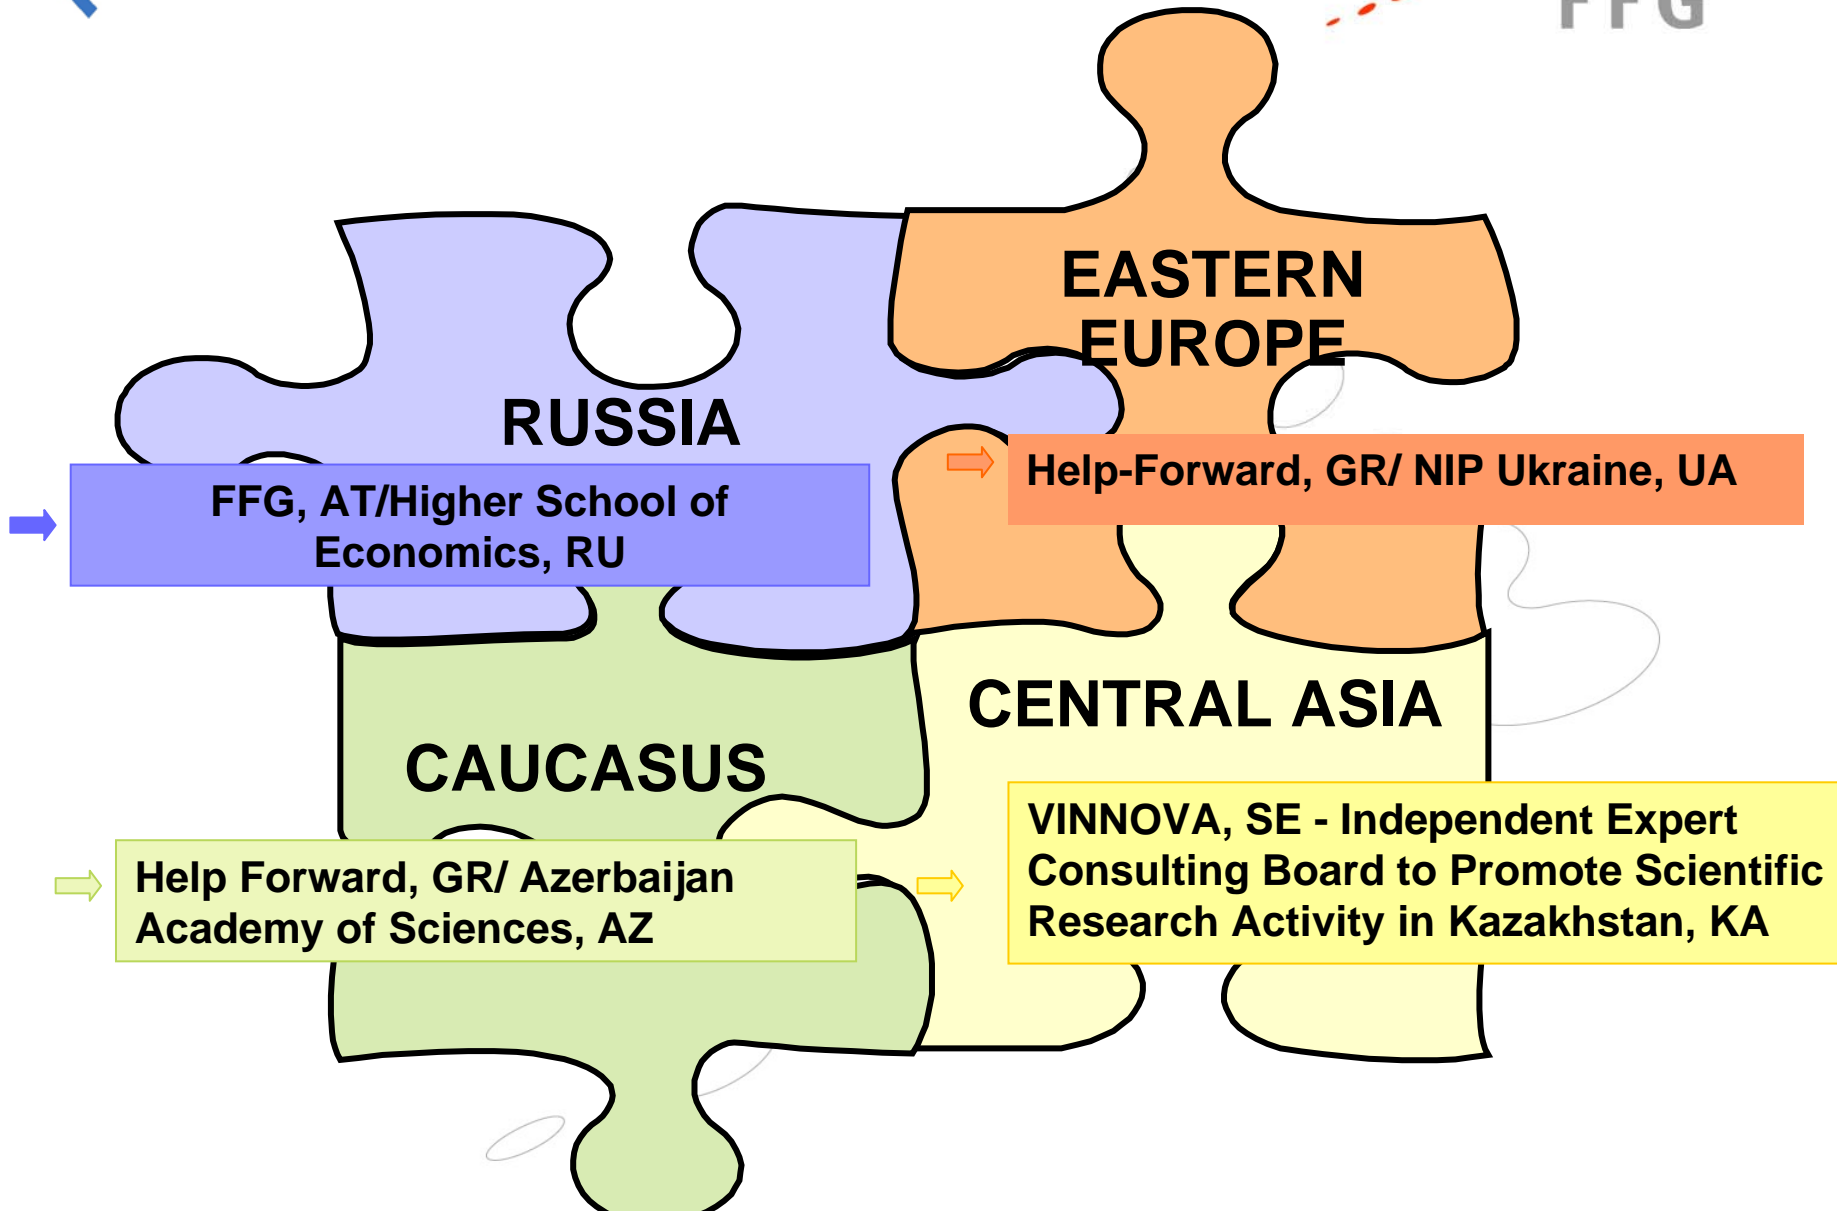 FFG
EASTERN
EUROPE
RUSSIA
Help-Forward, GR/ NIP Ukraine, UA
FFG, AT/Higher School of
Economics, RU
CENTRAL ASIA
CAUCASUS
VINNOVA, SE - Independent Expert
Consulting Board to Promote Scientific
Research Activity in Kazakhstan, KA
Help Forward, GR/ Azerbaijan
Academy of Sciences, AZ